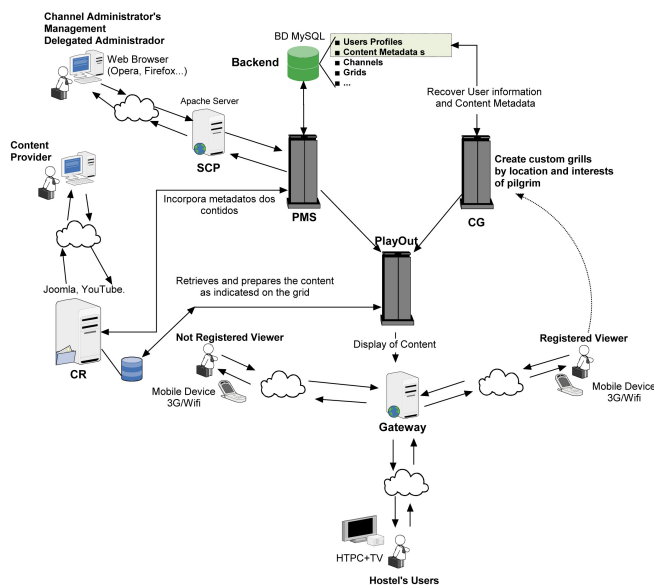 Channel Administrator's
Management
Delegated Administrador
Web Browser
(Opera, Firefox...)
BD MySQL
Backend
Users Profiles
Content Metadata s
Channels
Grids
...
Apache Server
SCP
Recover User information
and Content Metadata
Content
Provider
PMS
CG
Create custom grills
by location and interests
of pilgrim
Incorpora metadatos dos
contidos
PlayOut
Joomla, YouTube.
Retrieves and prepares the content
as indicatesd on the grid
CR
Not Registered Viewer
Display of Content
Registered Viewer
Mobile Device
3G/Wifi
Gateway
Mobile Device
3G/Wifi
HTPC+TV
Hostel's Users